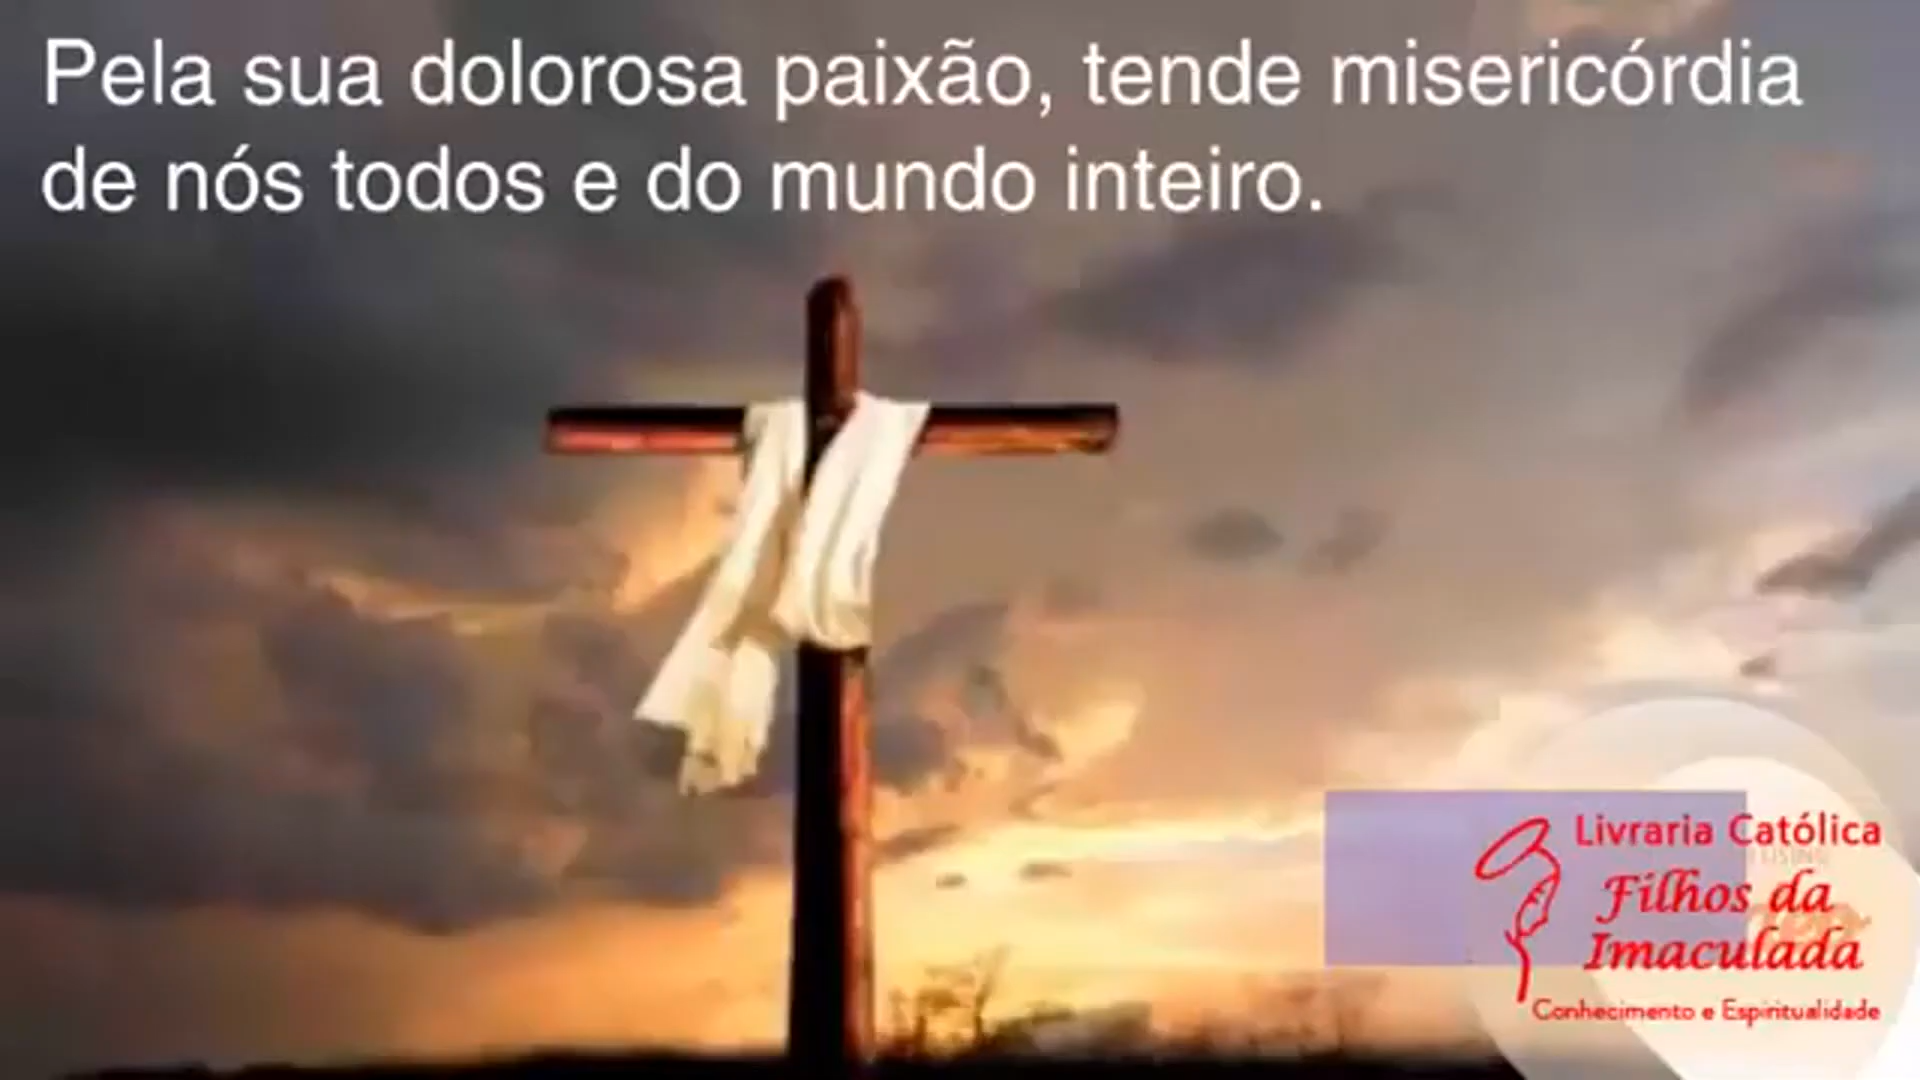 Pela sua dolorosa paixão, tende misericórdia
de nós todos e do mundo inteiro.
Livraria Católica
Filhos da
Imaculada
Conhecimento e Espiritualidade